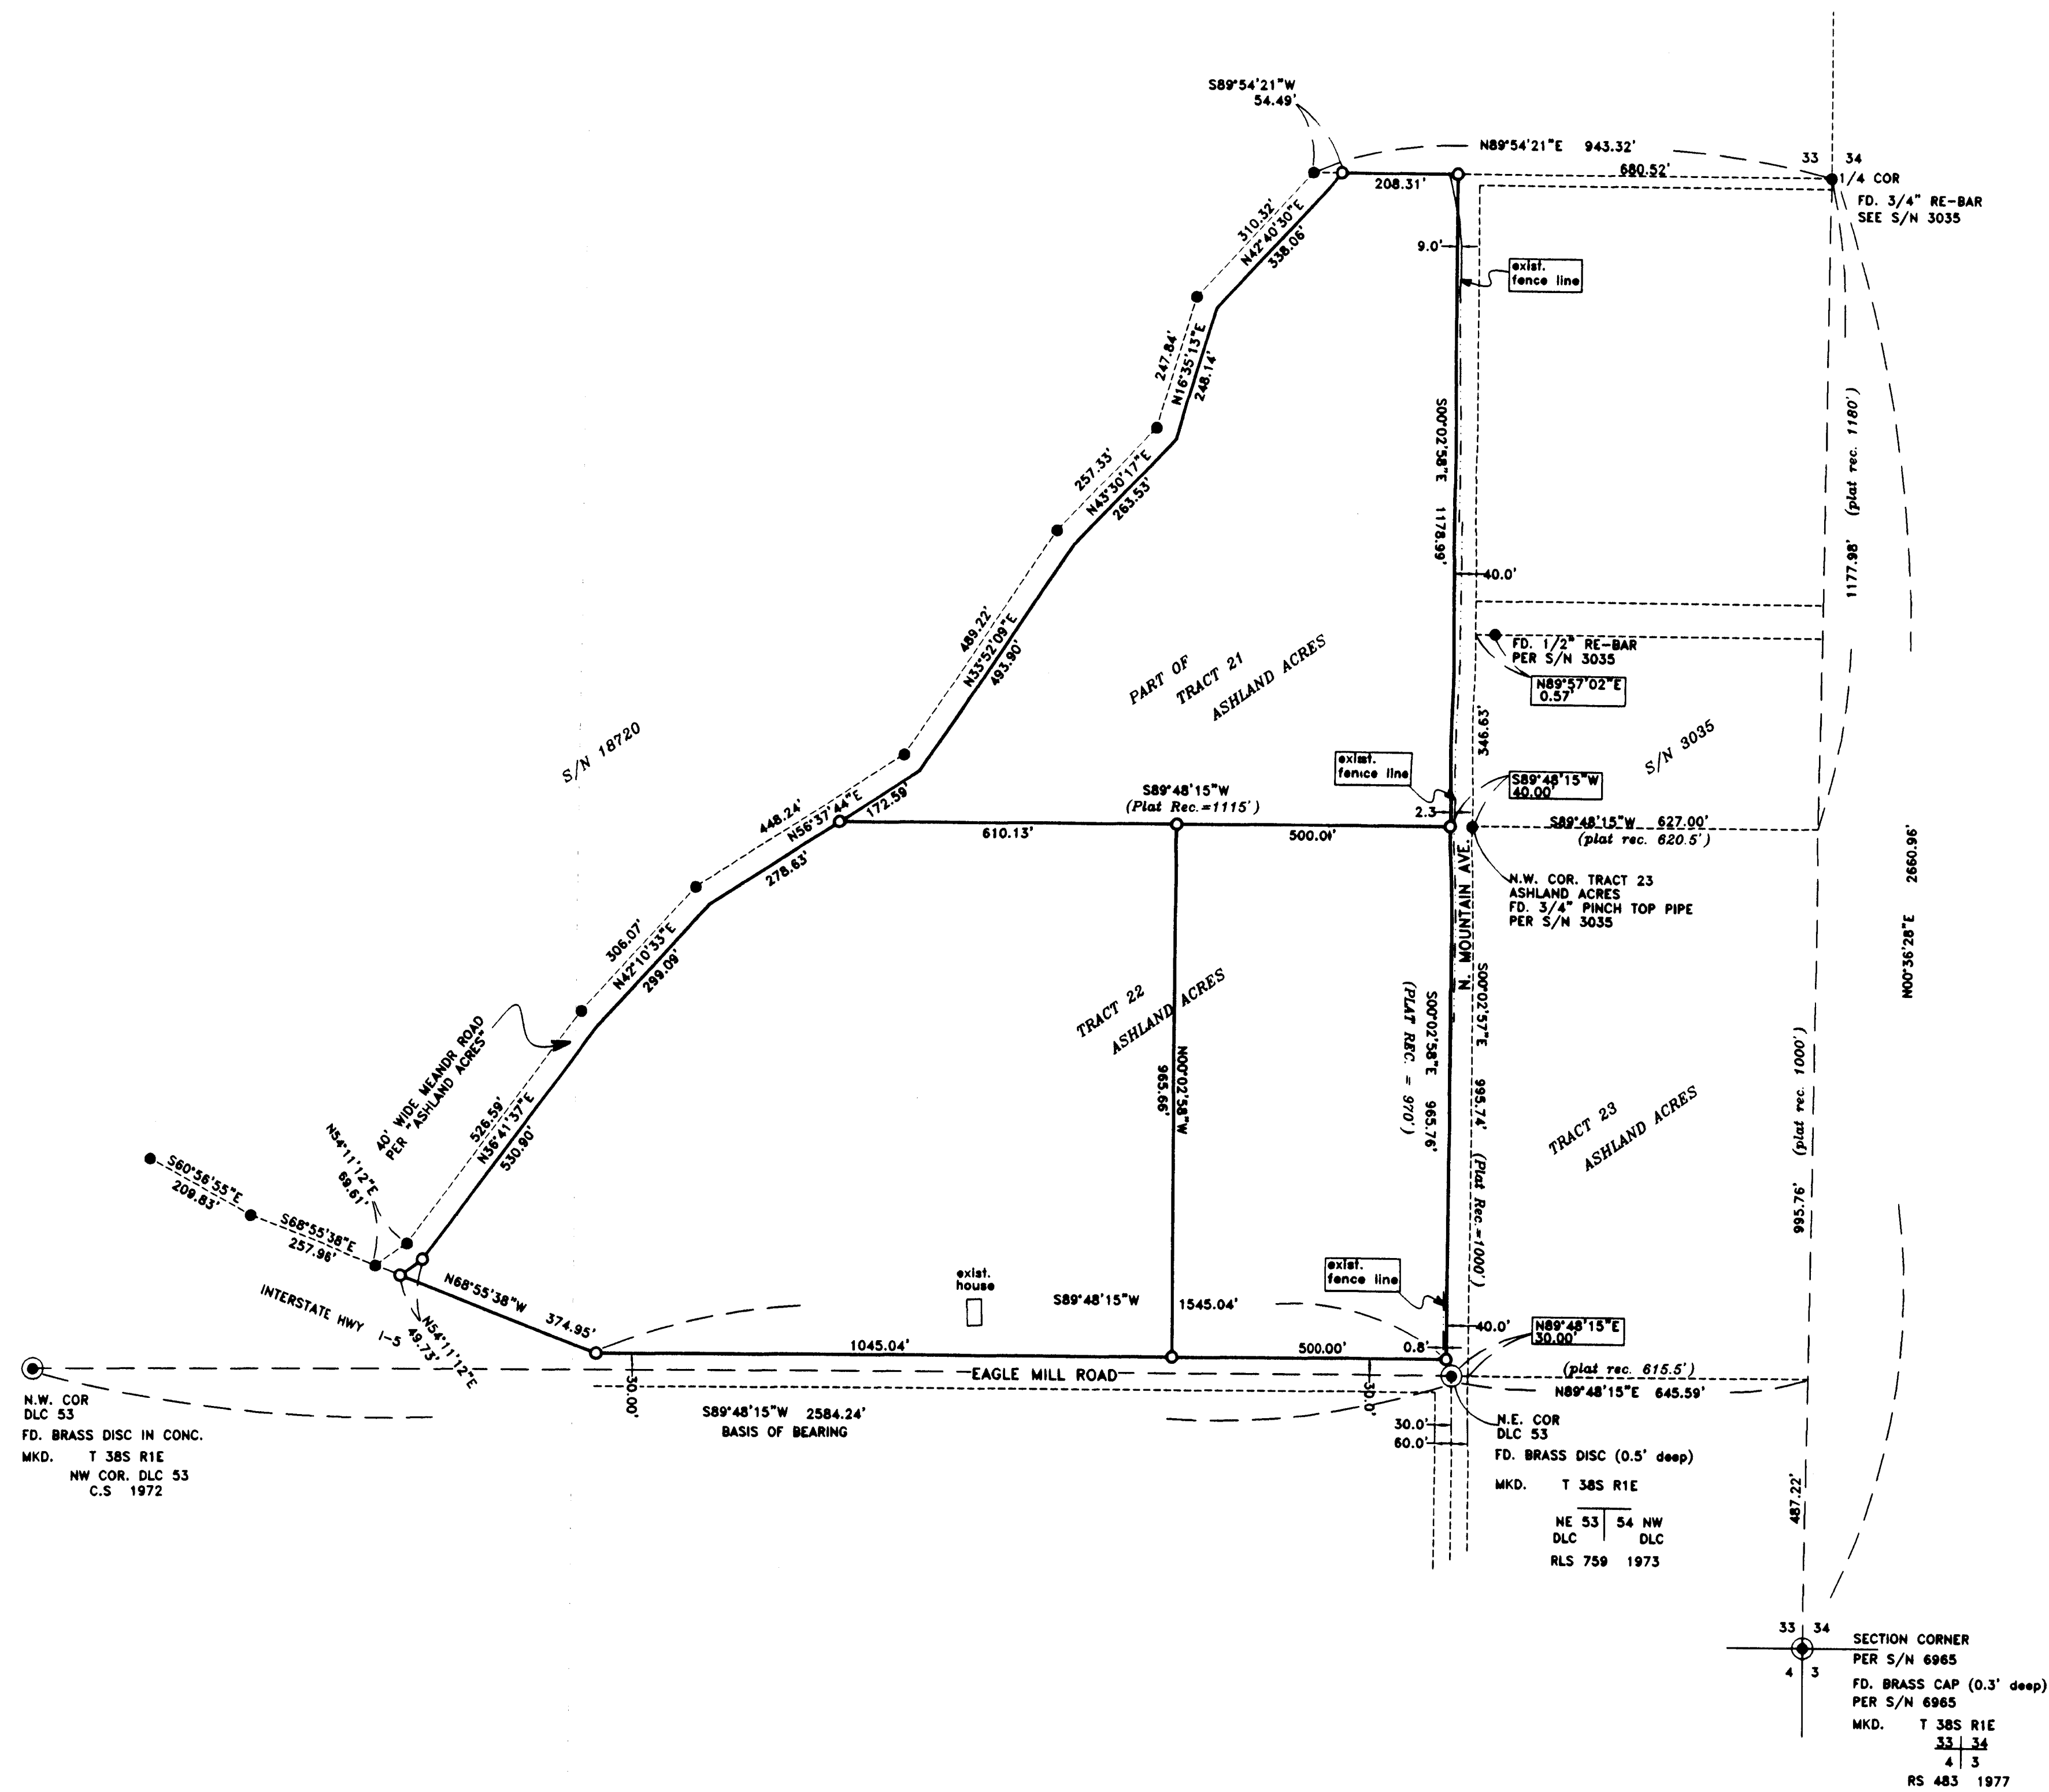 S89°54'21"W
54.49'
N89°54'21"E 943.32'
33 34
208.31'
680.52'
1/4 COR
FD. 3/4" RE-BAR
SEE S/N 3035
310.32'
N42°40'30"E
338.06'
9.0'
exist.
fence line
247.84'
N16°35'13"E
248.14'
S00°02'58"E 1178.99'
1177.98' (plat rec. 1180')
257.33'
N43°30'17"E
263.53'
40.0'
489.22'
N33°52'09"E
493.90'
FD. 1/2" RE-BAR
PER S/N 3035
N89°57'02"E
0.57'
PART OF
TRACT 21
ASHLAND ACRES
S/N 18720
346.63'
S/N 3035
exist.
fence line
S89°48'15"W
40.00'
448.24'
N56°37'44"E
172.59'
278.63'
S89°48'15"W
(Plat Rec.=1115')
610.13'
500.01'
2.3
S89°48'15"W 627.00'
(plat rec. 620.5')
N. MOUNTAIN AVE.
N.W. COR. TRACT 23
ASHLAND ACRES
FD. 3/4" PINCH TOP PIPE
PER S/N 3035
N00°36'28"E 2660.96'
306.07'
N42°10'33"E
299.09'
TRACT 22
ASHLAND ACRES
40' WIDE MEANDR ROAD
PER "ASHLAND ACRES"
526.59'
N36°41'37"E
530.90'
N00°02'58"W
965.66'
S00°02'58"E 965.76'
(PLAT REC. = 970')
S00°02'57"E 995.74' (Plat Rec.=1000')
TRACT 23
ASHLAND ACRES
995.76' (plat rec. 1000')
N54°11'12"E
69.61'
S60°56'55"E
209.83'
S68°55'38"E
257.96'
INTERSTATE HWY I-5
N68°55'38"W 374.95'
N54°11'12"E
49.73'
exist.
house
S89°48'15"W 1545.04'
exist.
fence line
40.0'
N89°48'15"E
30.00'
1045.04'
500.00'
0.8'
EAGLE MILL ROAD
(plat rec. 615.5')
N89°48'15"E 645.59'
30.00'
30.0'
S89°48'15"W 2584.24'
BASIS OF BEARING
N.W. COR
DLC 53
FD. BRASS DISC IN CONC.
MKD. T 38S R1E
NW COR. DLC 53
C.S 1972
30.0'
60.0'
N.E. COR
DLC 53
FD. BRASS DISC (0.5' deep)
MKD. T 38S R1E
NE 53 54 NW
DLC DLC
RLS 759 1973
487.22'
33 34
4 3
SECTION CORNER
PER S/N 6965
FD. BRASS CAP (0.3' deep)
PER S/N 6965
MKD. T 38S R1E
33 34
4 3
RS 483 1977